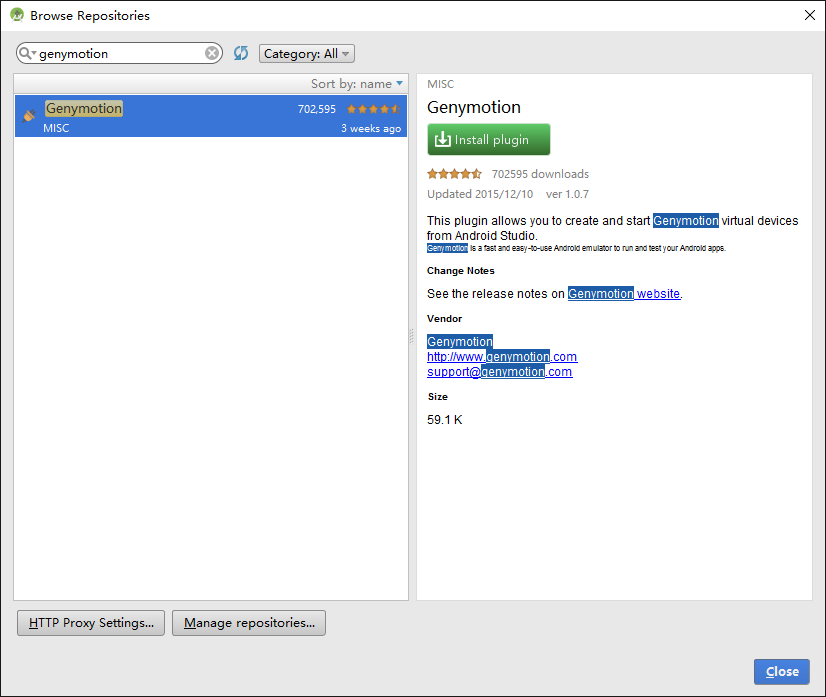 Browse Repositories
genymotion
Category: All
Sort by: name
Genymotion
702,595
MISC
3 weeks ago
MISC
Genymotion
Install plugin
702595 downloads
Updated 2015/12/10 ver 1.0.7
This plugin allows you to create and start Genymotion virtual devices
from Android Studio.
Genymotion is a fast and easy-to-use Android emulator to run and test your Android apps.
Change Notes
See the release notes on Genymotion website.
Vendor
Genymotion
http://www.genymotion.com
support@genymotion.com
Size
59.1 K
HTTP Proxy Settings...
Manage repositories...
Close